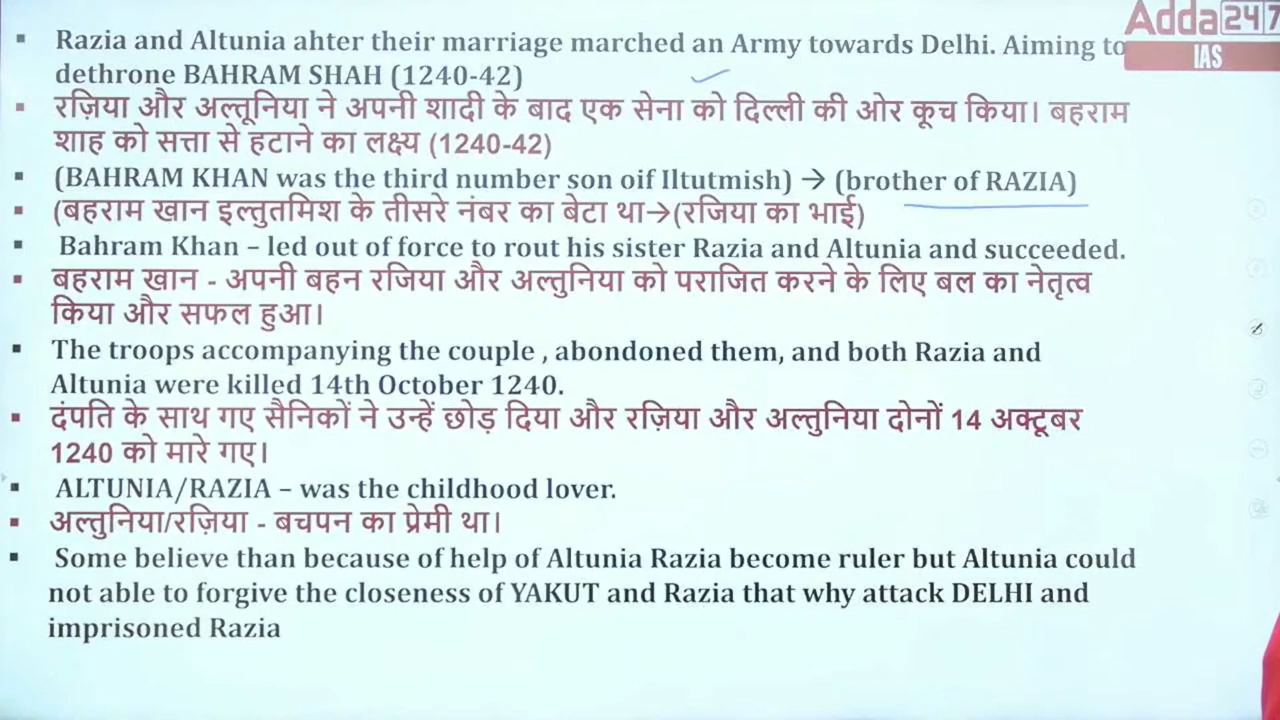 Adda247
IAS
▪ Razia and Altunia ahter their marriage marched an Army towards Delhi. Aiming to
dethrone BAHRAM SHAH (1240-42)
▪ रज़िया और अल्तूनिया ने अपनी शादी के बाद एक सेना को दिल्ली की ओर कूच किया। बहराम
शाह को सत्ता से हटाने का लक्ष्य (1240-42)
▪ (BAHRAM KHAN was the third number son oif Iltutmish) → (brother of RAZIA)
▪ (बहराम खान इल्तुतमिश के तीसरे नंबर का बेटा था→(रजिया का भाई)
▪ Bahram Khan – led out of force to rout his sister Razia and Altunia and succeeded.
▪ बहराम खान - अपनी बहन रजिया और अल्तुनिया को पराजित करने के लिए बल का नेतृत्व
किया और सफल हुआ।
▪ The troops accompanying the couple , abondoned them, and both Razia and
Altunia were killed 14th October 1240.
▪ दंपति के साथ गए सैनिकों ने उन्हें छोड़ दिया और रज़िया और अल्तुनिया दोनों 14 अक्टूबर
1240 को मारे गए।
▪ ALTUNIA/RAZIA – was the childhood lover.
▪ अल्तुनिया/रज़िया - बचपन का प्रेमी था।
▪ Some believe than because of help of Altunia Razia become ruler but Altunia could
not able to forgive the closeness of YAKUT and Razia that why attack DELHI and
imprisoned Razia